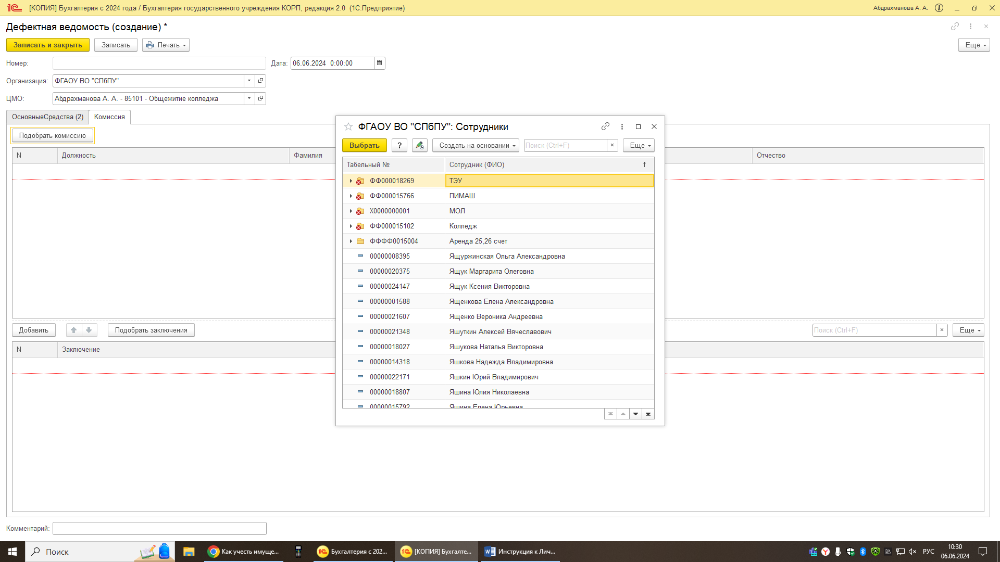 [КОПИЯ] Бухгалтерия с 2024 года / Бухгалтерия государственного учреждения КОРП, редакция 2.0 (1С:Предприятие)
Абдрахманова А. А.
Дефектная ведомость (создание) *
Записать и закрыть
Записать
Печать
Еще
Номер:
Дата: 06.06.2024 0:00:00
Организация: ФГАОУ ВО "СПбПУ"
ЦМО: Абдрахманова А. А. - 85101 - Общежитие колледжа
ОсновныеСредства (2)
Комиссия
Подобрать комиссию
N
Должность
Фамилия
Отчество
ФГАОУ ВО "СПбПУ": Сотрудники
Выбрать
?
Создать на основании
Поиск (Ctrl+F)
×
Еще
Табельный №
Сотрудник (ФИО)
ФФ000018269 ТЭУ
ФФ000015766 ПИМАШ
Х0000000001 МОЛ
ФФ000015102 Колледж
ФФФФ0015004 Аренда 25,26 счет
00000008395 Ящуржинская Ольга Александровна
00000020375 Ящук Маргарита Олеговна
00000024147 Ящук Ксения Викторовна
00000001588 Ященкова Елена Александровна
00000021607 Ященко Вероника Андреевна
00000021348 Яшуткин Алексей Вячеславович
00000018027 Яшукова Наталья Викторовна
00000014318 Яшкова Надежда Владимировна
00000022171 Яшкин Юрий Владимирович
00000018807 Яшина Юлия Николаевна
00000015792 Яшина Елена Юрьевна
Добавить
Подобрать заключения
Поиск (Ctrl+F)
×
Еще
N
Заключение
Комментарий:
Поиск
Как учесть имуще...
Бухгалтерия с 202...
[КОПИЯ] Бухгалте...
Инструкция к Лич...
РУС
10:30
06.06.2024